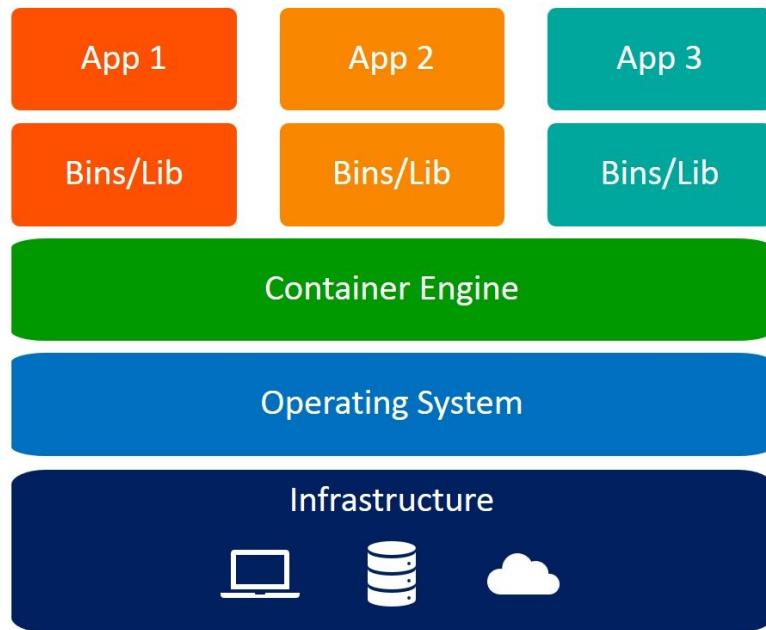 App 1
App 2
App 3
Bins/Lib
Bins/Lib
Bins/Lib
Container Engine
Operating System
Infrastructure